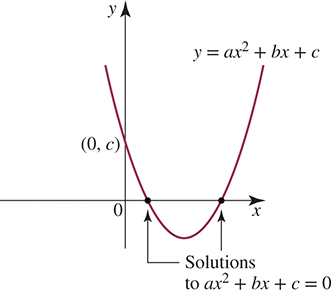 y
y = ax² + bx + c
(0, c)
0
x
Solutions
to ax² + bx + c = 0